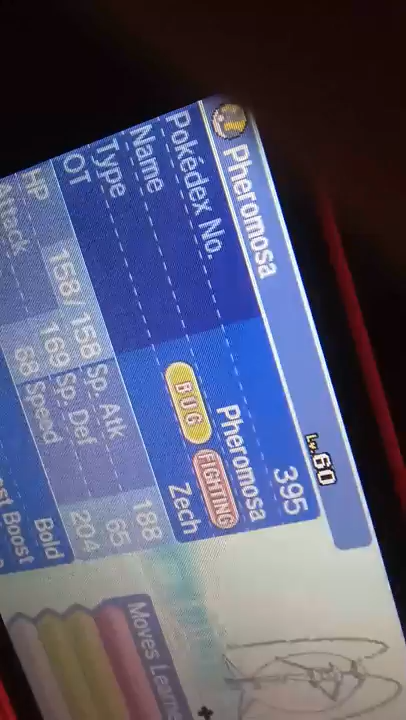 Pheromosa Lv.60
Pokédex No. 395
Name Pheromosa
Type BUG FIGHTING
OT Zech
HP 158/158 Sp. Atk 188
Attack 169 Sp. Def 65
68 Speed 204
Bold
Boost
Moves